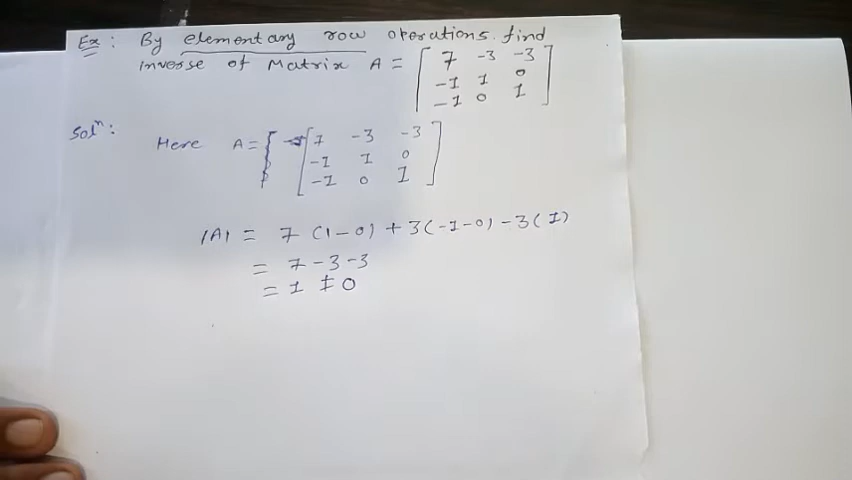 Ex: By elementary row operations find
inverse of Matrix A = [ 7 -3 -3
-1 1 0
-1 0 1 ]
Solⁿ:
Here A = [ 7 -3 -3
-1 1 0
-1 0 1 ]
|A| = 7 (1-0) + 3(-1-0) -3(1)
= 7 -3 -3
= 1 ≠ 0